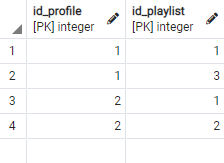 id_profile id_playlist
[PK] integer [PK] integer
1 1 1
2 1 3
3 2 1
4 2 2